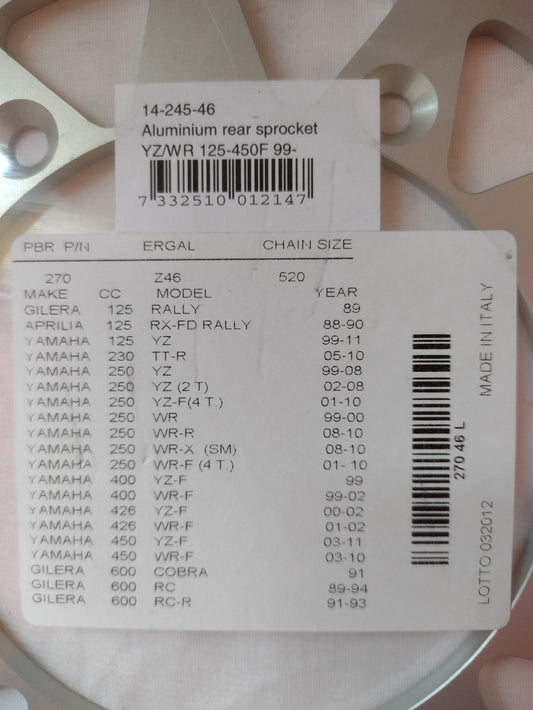 14-245-46
Aluminium rear sprocket
YZ/WR 125-450F 99-
7 332510 012147
PBR P/N ERGAL CHAIN SIZE
270 Z46 520
MAKE CC MODEL YEAR
GILERA 125 RALLY 89
APRILIA 125 RX-FD RALLY 88-90
YAMAHA 125 YZ 99-11
YAMAHA 230 TT-R 05-10
YAMAHA 250 YZ 99-08
YAMAHA 250 YZ (2 T) 02-08
YAMAHA 250 YZ-F(4 T.) 01-10
YAMAHA 250 WR 99-00
YAMAHA 250 WR-R 08-10
YAMAHA 250 WR-X (SM) 08-10
YAMAHA 250 WR-F (4 T.) 01- 10
YAMAHA 400 YZ-F 99
YAMAHA 400 WR-F 99-02
YAMAHA 426 YZ-F 00-02
YAMAHA 426 WR-F 01-02
YAMAHA 450 YZ-F 03-11
YAMAHA 450 WR-F 03-10
GILERA 600 COBRA 91
GILERA 600 RC 89-94
GILERA 600 RC-R 91-93
270 46 L
MADE IN ITALY
LOTTO 032012